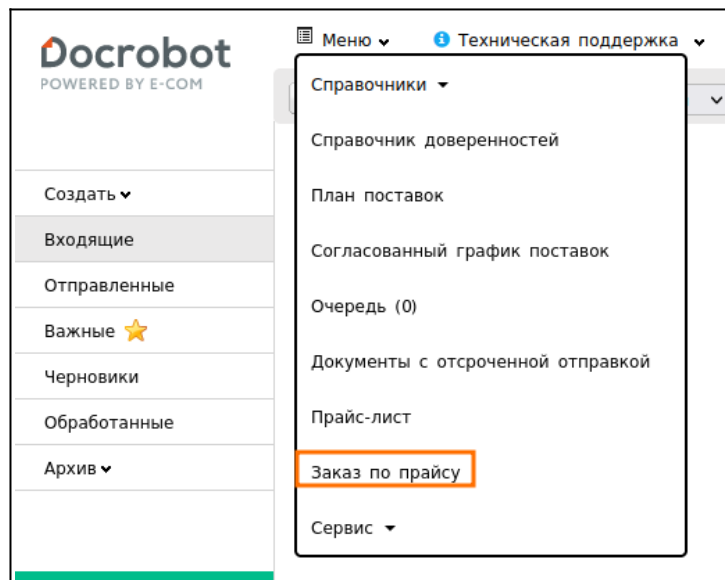 Docrobot
POWERED BY E-COM
Меню
Техническая поддержка
Создать
Входящие
Отправленные
Важные
Черновики
Обработанные
Архив
Справочники
Справочник доверенностей
План поставок
Согласованный график поставок
Очередь (0)
Документы с отсроченной отправкой
Прайс-лист
Заказ по прайсу
Сервис